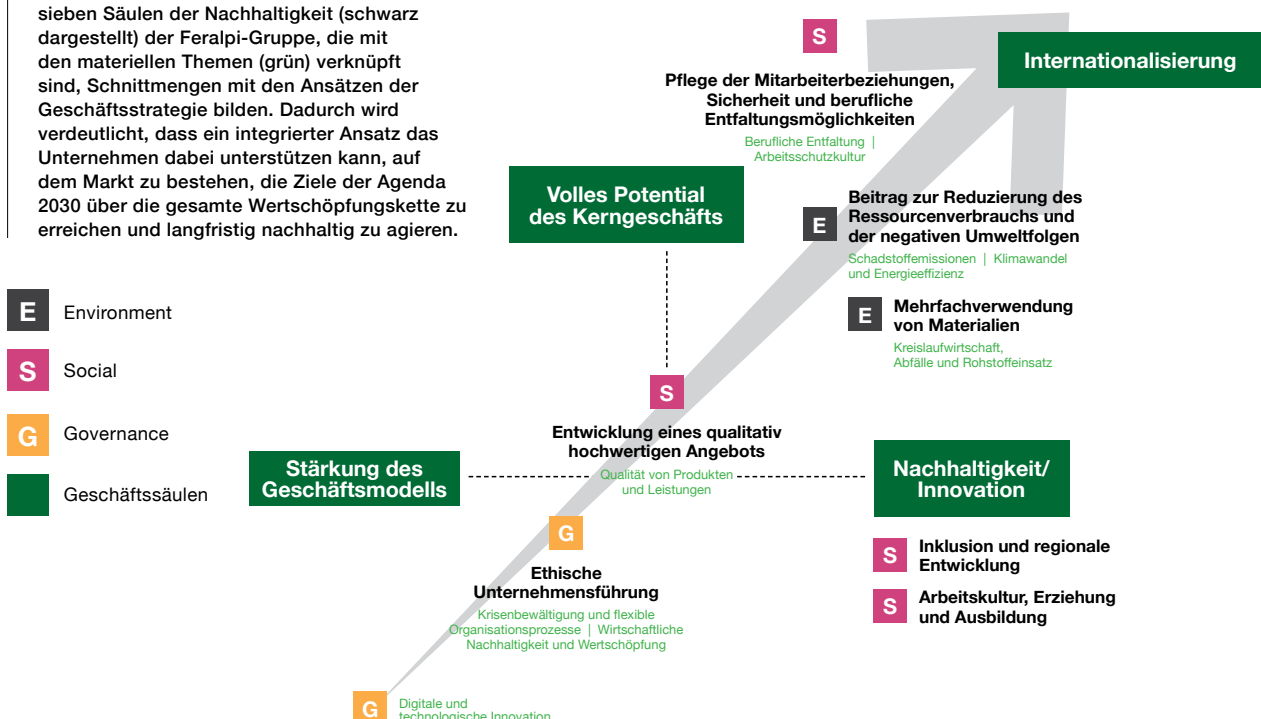 sieben Säulen der Nachhaltigkeit (schwarz
dargestellt) der Feralpi-Gruppe, die mit
den materiellen Themen (grün) verknüpft
sind, Schnittmengen mit den Ansätzen der
Geschäftsstrategie bilden. Dadurch wird
verdeutlicht, dass ein integrierter Ansatz das
Unternehmen dabei unterstützen kann, auf
dem Markt zu bestehen, die Ziele der Agenda
2030 über die gesamte Wertschöpfungskette zu
erreichen und langfristig nachhaltig zu agieren.
E Environment
S Social
G Governance
Geschäftssäulen
Internationalisierung
S
Pflege der Mitarbeiterbeziehungen,
Sicherheit und berufliche
Entfaltungsmöglichkeiten
Berufliche Entfaltung |
Arbeitsschutzkultur
Volles Potential
des Kerngeschäfts
E
Beitrag zur Reduzierung des
Ressourcenverbrauchs und
der negativen Umweltfolgen
Schadstoffemissionen | Klimawandel
und Energieeffizienz
E
Mehrfachverwendung
von Materialien
Kreislaufwirtschaft,
Abfälle und Rohstoffeinsatz
S
Entwicklung eines qualitativ
hochwertigen Angebots
Qualität von Produkten
und Leistungen
Stärkung des
Geschäftsmodells
Nachhaltigkeit/
Innovation
S
Inklusion und regionale
Entwicklung
S
Arbeitskultur, Erziehung
und Ausbildung
G
Ethische
Unternehmensführung
Krisenbewältigung und flexible
Organisationsprozesse | Wirtschaftliche
Nachhaltigkeit und Wertschöpfung
G
Digitale und
technologische Innovation